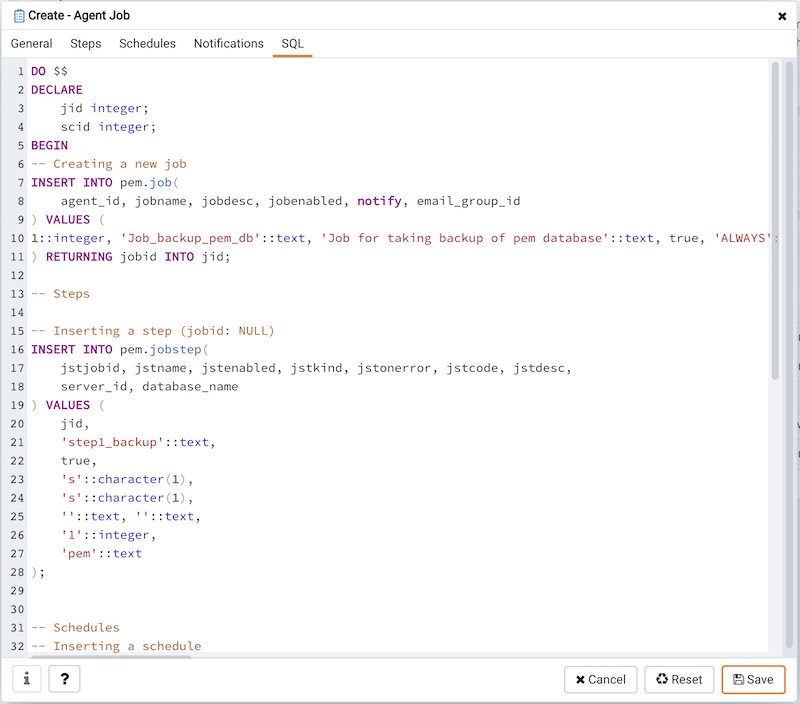 Create - Agent Job
General Steps Schedules Notifications SQL
1 DO $$
2 DECLARE
3     jid integer;
4     scid integer;
5 BEGIN
6 -- Creating a new job
7 INSERT INTO pem.job(
8     agent_id, jobname, jobdesc, jobenabled, notify, email_group_id
9 ) VALUES (
10 1::integer, 'Job_backup_pem_db'::text, 'Job for taking backup of pem database'::text, true, 'ALWAYS':
11 ) RETURNING jobid INTO jid;
12
13 -- Steps
14
15 -- Inserting a step (jobid: NULL)
16 INSERT INTO pem.jobstep(
17     jstjobid, jstname, jstenabled, jstkind, jstonerror, jstcode, jstdesc,
18     server_id, database_name
19 ) VALUES (
20     jid,
21     'step1_backup'::text,
22     true,
23     's'::character(1),
24     's'::character(1),
25     ''::text, ''::text,
26     '1'::integer,
27     'pem'::text
28 );
29
30
31 -- Schedules
32 -- Inserting a schedule
i ? Cancel Reset Save